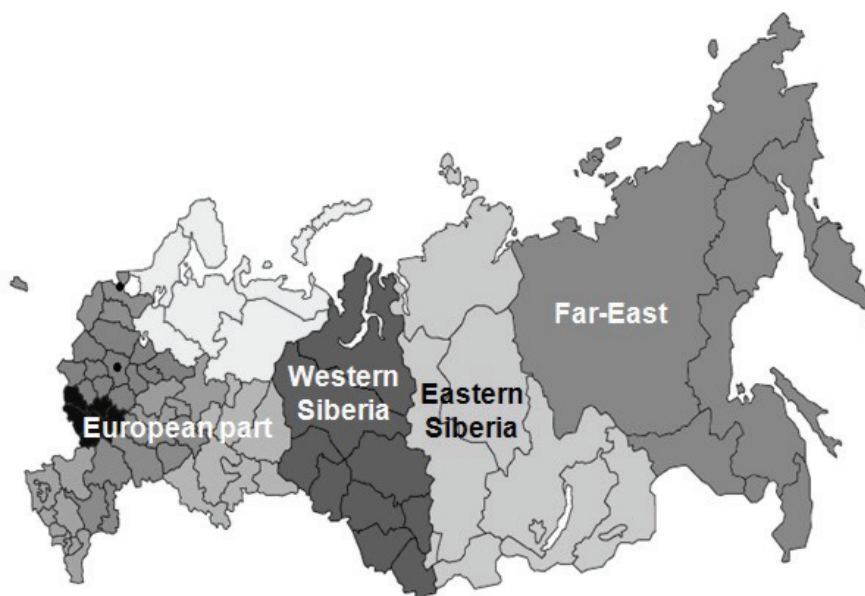 Far-East
Western
Siberia
Eastern
Siberia
European part